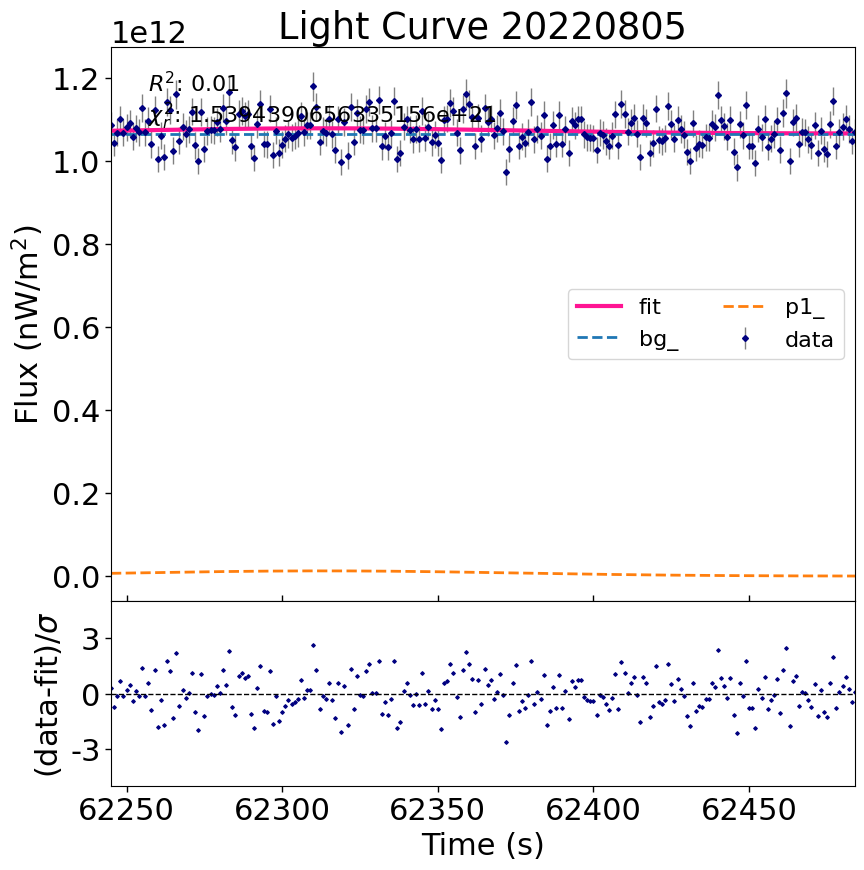 1e12 Light Curve 20220805
R²: 0.01
1.2
1.0
0.8
0.6
0.4
0.2
0.0
Flux (nW/m²)
fit
bg_
p1_
data
3
0
-3
(data-fit)/σ
62250 62300 62350 62400 62450
Time (s)